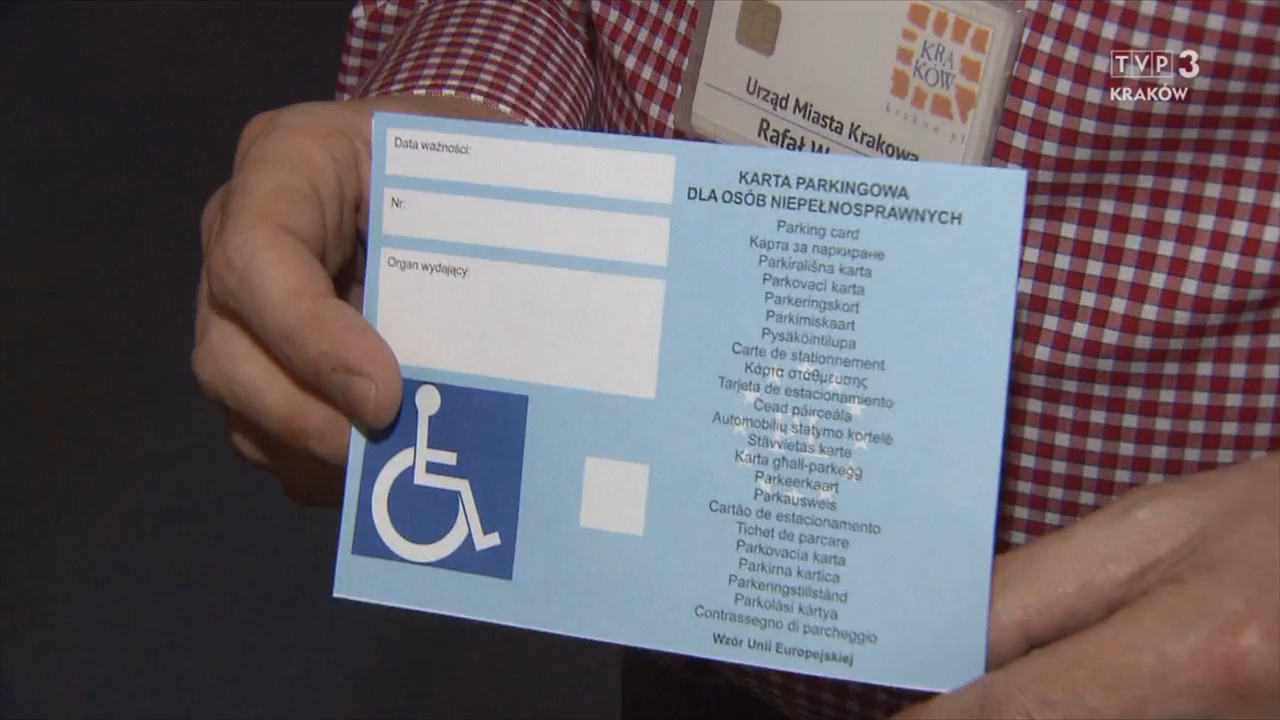 TVP 3
KRAKÓW
KRA
KÓW
Urząd Miasta Krakowa
Rafał
Data ważności:
Nr:
Organ wydający:
KARTA PARKINGOWA
DLA OSÓB NIEPEŁNOSPRAWNYCH
Parking card
Карта за паркиране
Parkirališna karta
Parkovací karta
Parkeringskort
Parkimiskaart
Pysäköintilupa
Carte de stationnement
Κάρτα στάθμευσης
Tarjeta de estacionamiento
Cead páirceála
Automobilių statymo kortelė
Stāvvietas karte
Karta għall-parkeġġ
Parkeerkaart
Parkausweis
Cartão de estacionamento
Tichet de parcare
Parkovacia karta
Parkirna kartica
Parkeringstillstånd
Parkolási kártya
Contrassegno di parcheggio
Wzór Unii Europejskiej